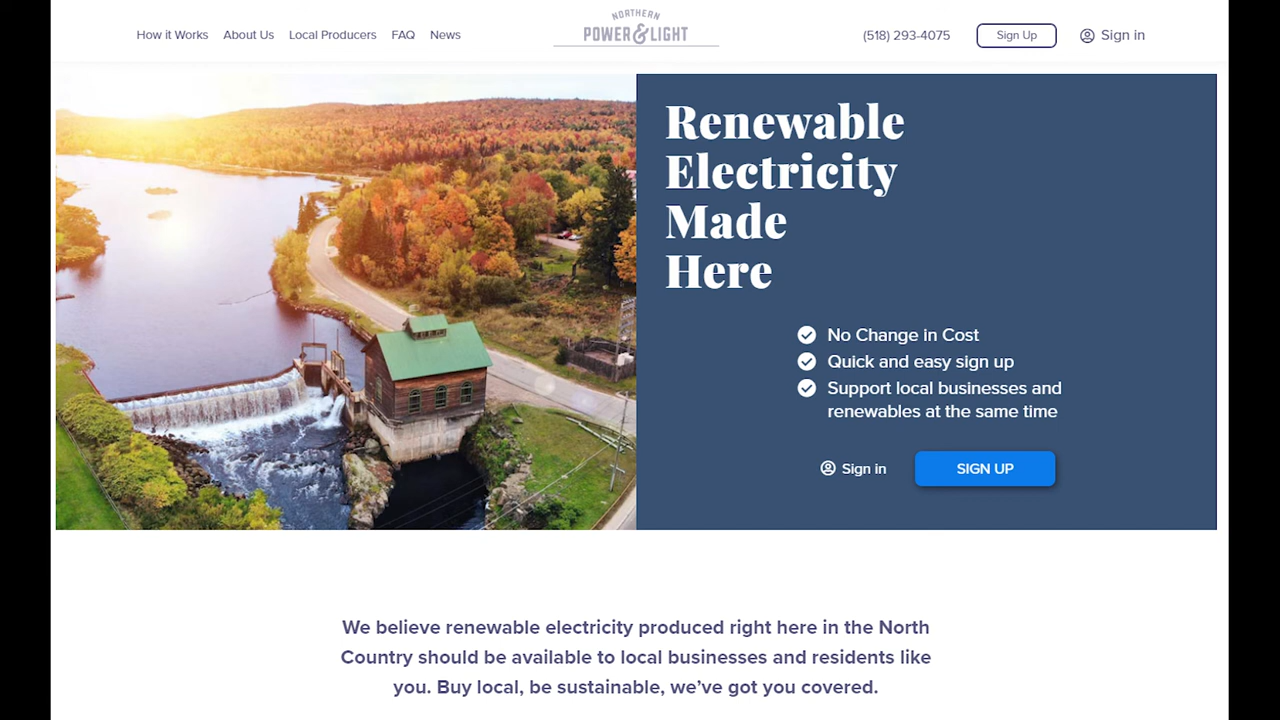 How it Works
About Us
Local Producers
FAQ
News
NORTHERN
POWER & LIGHT
(518) 293-4075
Sign Up
Sign in
Renewable
Electricity
Made
Here
No Change in Cost
Quick and easy sign up
Support local businesses and
renewables at the same time
Sign in
SIGN UP
We believe renewable electricity produced right here in the North
Country should be available to local businesses and residents like
you. Buy local, be sustainable, we’ve got you covered.